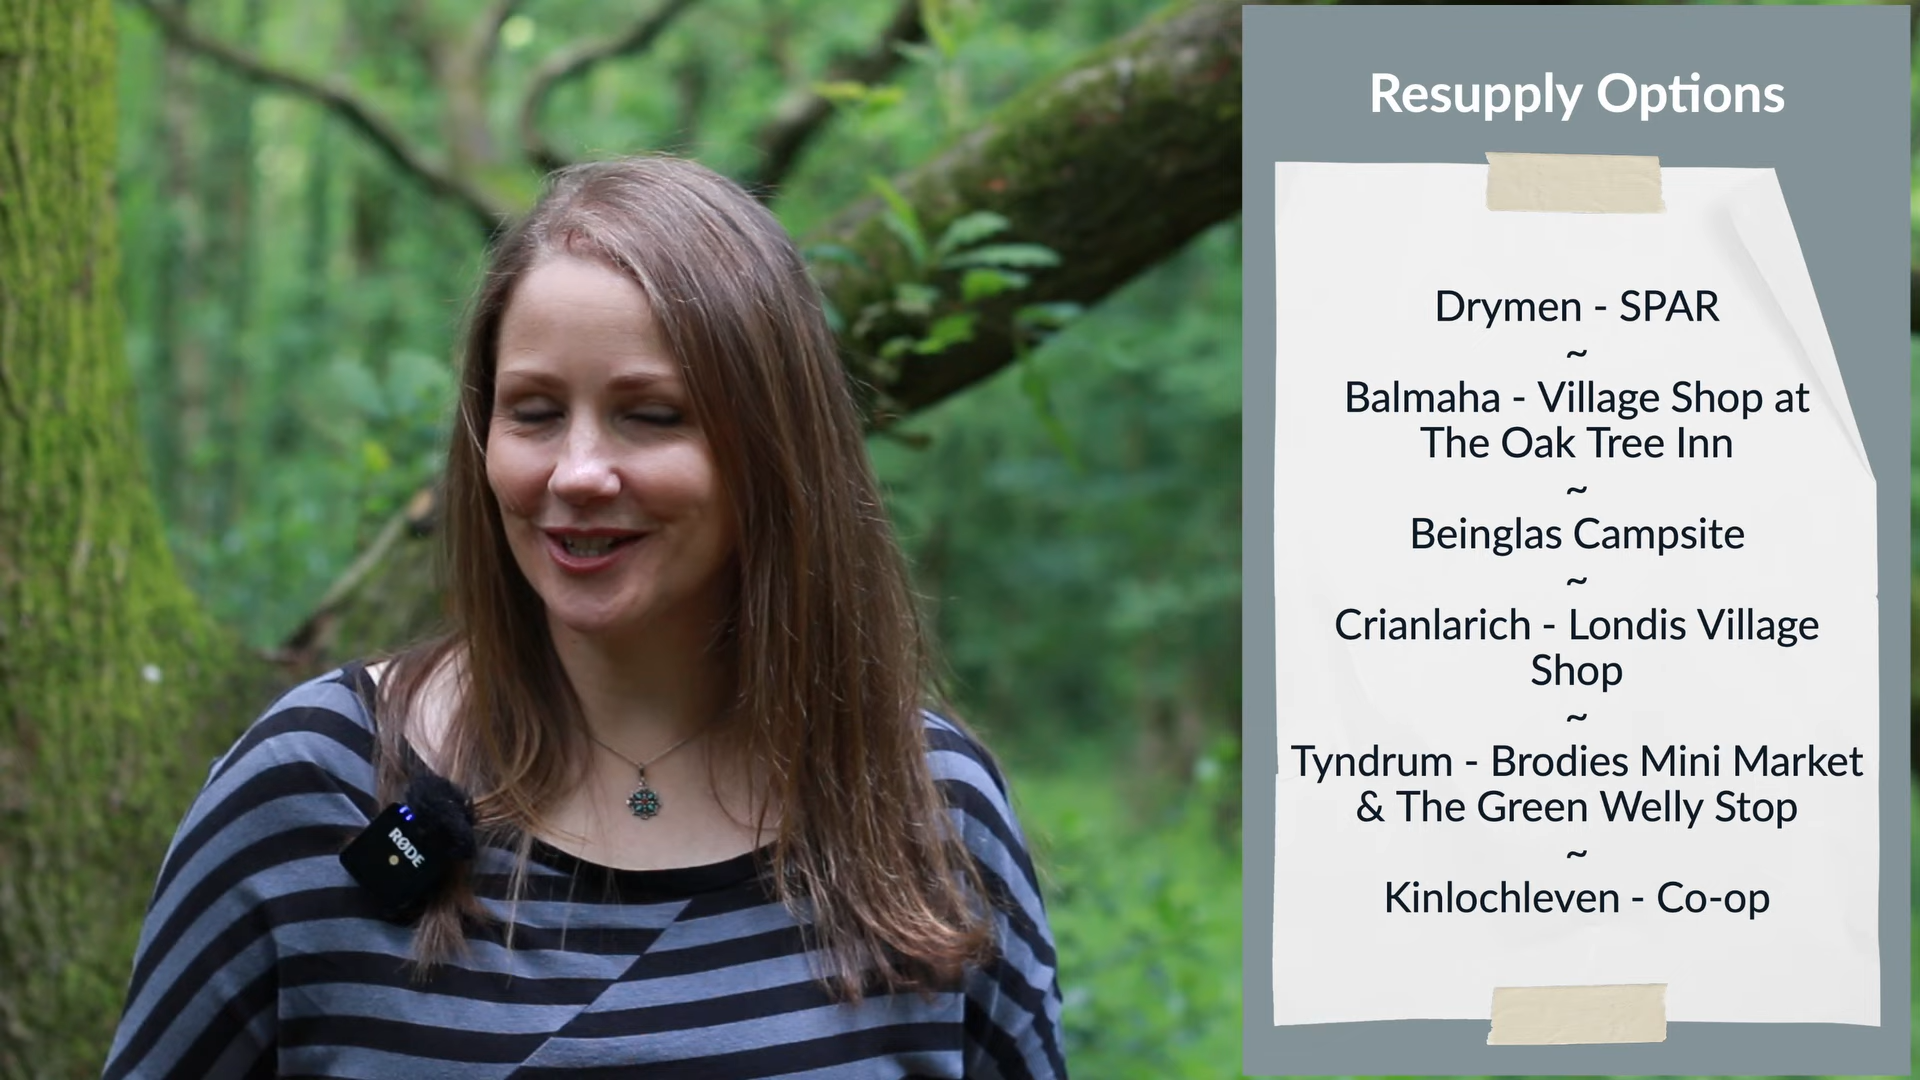 Resupply Options
Drymen - SPAR
~
Balmaha - Village Shop at
The Oak Tree Inn
~
Beinglas Campsite
~
Crianlarich - Londis Village
Shop
~
Tyndrum - Brodies Mini Market
& The Green Welly Stop
~
Kinlochleven - Co-op
RØDE